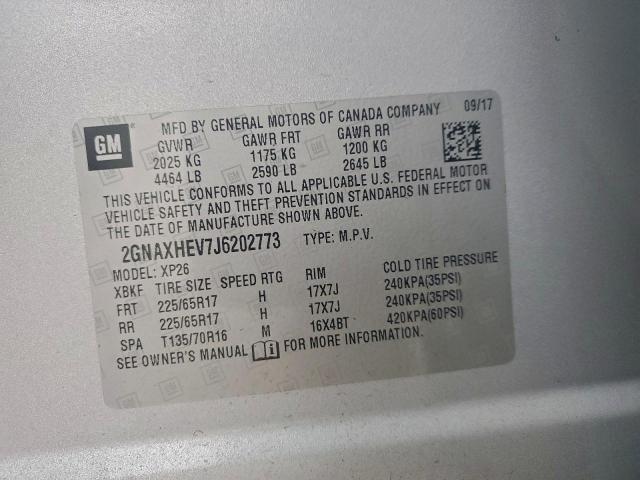 MFD BY GENERAL MOTORS OF CANADA COMPANY 09/17
GM
GVWR GAWR FRT GAWR RR
2025 KG 1175 KG 1200 KG
4464 LB 2590 LB 2645 LB
THIS VEHICLE CONFORMS TO ALL APPLICABLE U.S. FEDERAL MOTOR
VEHICLE SAFETY AND THEFT PREVENTION STANDARDS IN EFFECT ON
THE DATE OF MANUFACTURE SHOWN ABOVE.
2GNAXHEV7J6202773 TYPE: M.P.V.
MODEL: XP26
XBKF TIRE SIZE SPEED RTG RIM COLD TIRE PRESSURE
FRT 225/65R17 H 17X7J 240KPA(35PSI)
RR 225/65R17 H 17X7J 240KPA(35PSI)
SPA T135/70R16 M 16X4BT 420KPA(60PSI)
SEE OWNER'S MANUAL FOR MORE INFORMATION